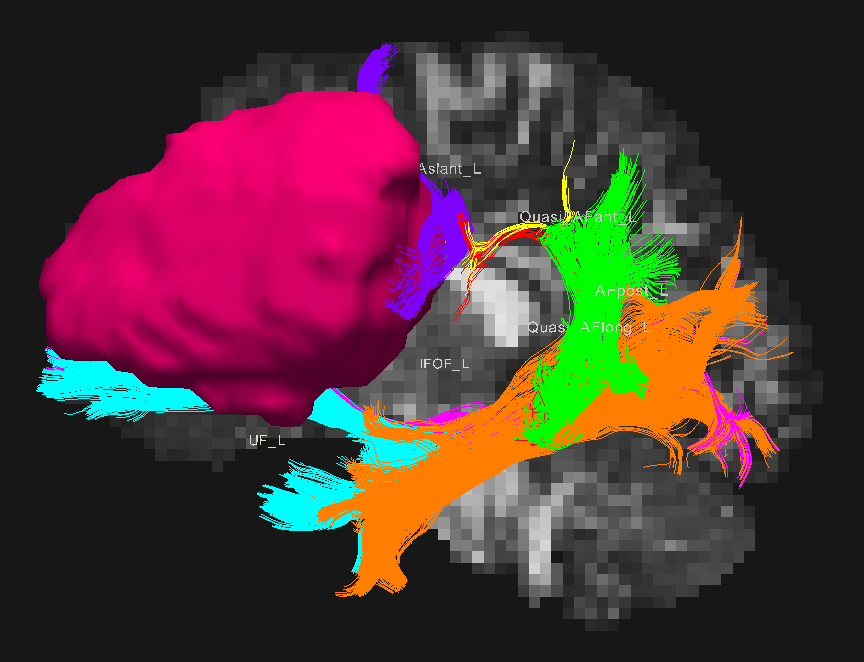 Aslant_L
Quasi_AFant_L
AFpost_L
Quasi_AFlong_L
IFOF_L
UF_L